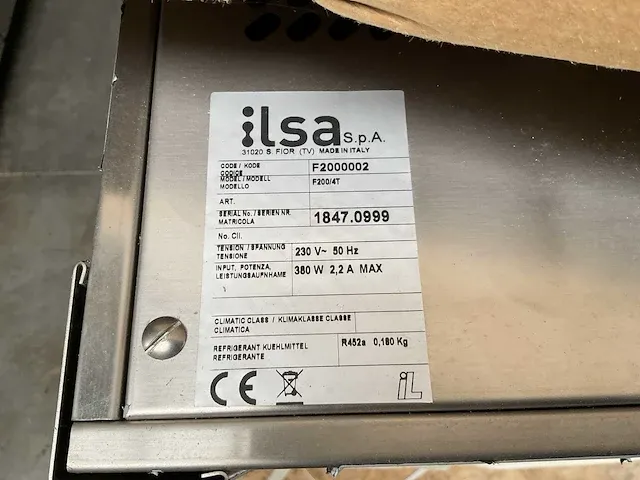 ilsa S.p.A.
31020 S. FIOR (TV) MADE IN ITALY
CODE / KODE
CODICE
F2000002
MODEL / MODELL
MODELLO
F200/4T
ART.
SERIAL No. / SERIEN NR.
MATRICOLA
1847.0999
No. Cil.
TENSION / SPANNUNG
TENSIONE
230 V~ 50 Hz
INPUT, POTENZA,
LEISTUNGSAUFNHAME
380 W 2,2 A MAX
CLIMATIC CLASS / KLIMAKLASSE CLASSE
CLIMATICA
REFRIGERANT KUEHLMITTEL
REFRIGERANTE
R452a 0,180 Kg
CE
iL